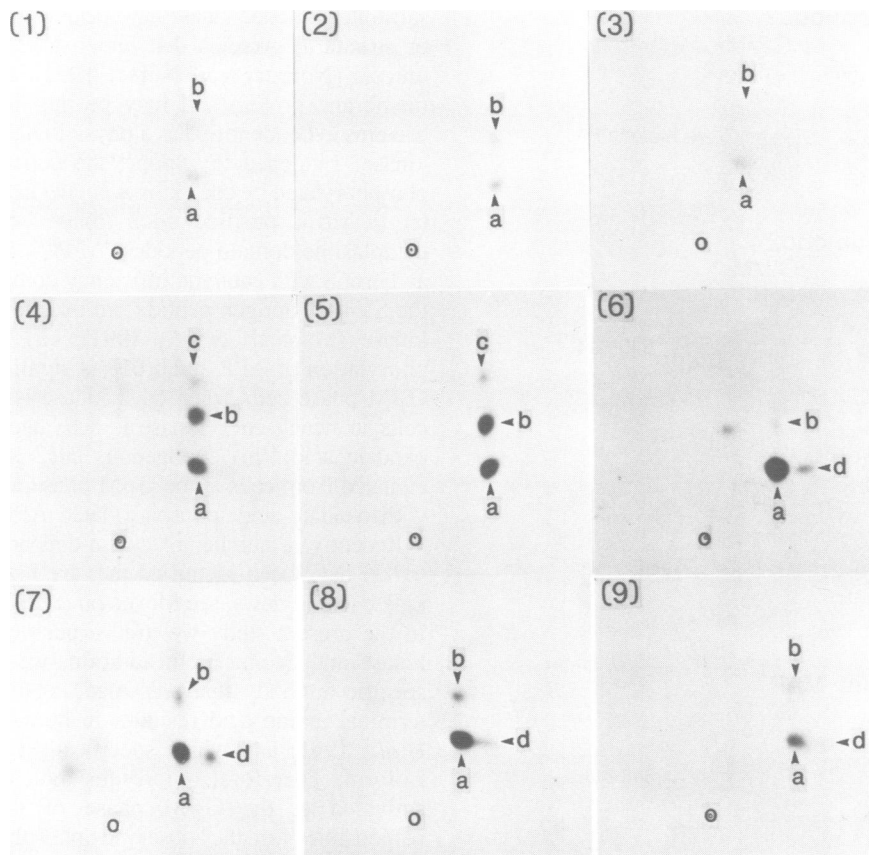 (1) (2) (3)
b b b
a a a
(4) (5) (6)
c c
b b b
a a a d
(7) (8) (9)
b b b
d d d
a a a